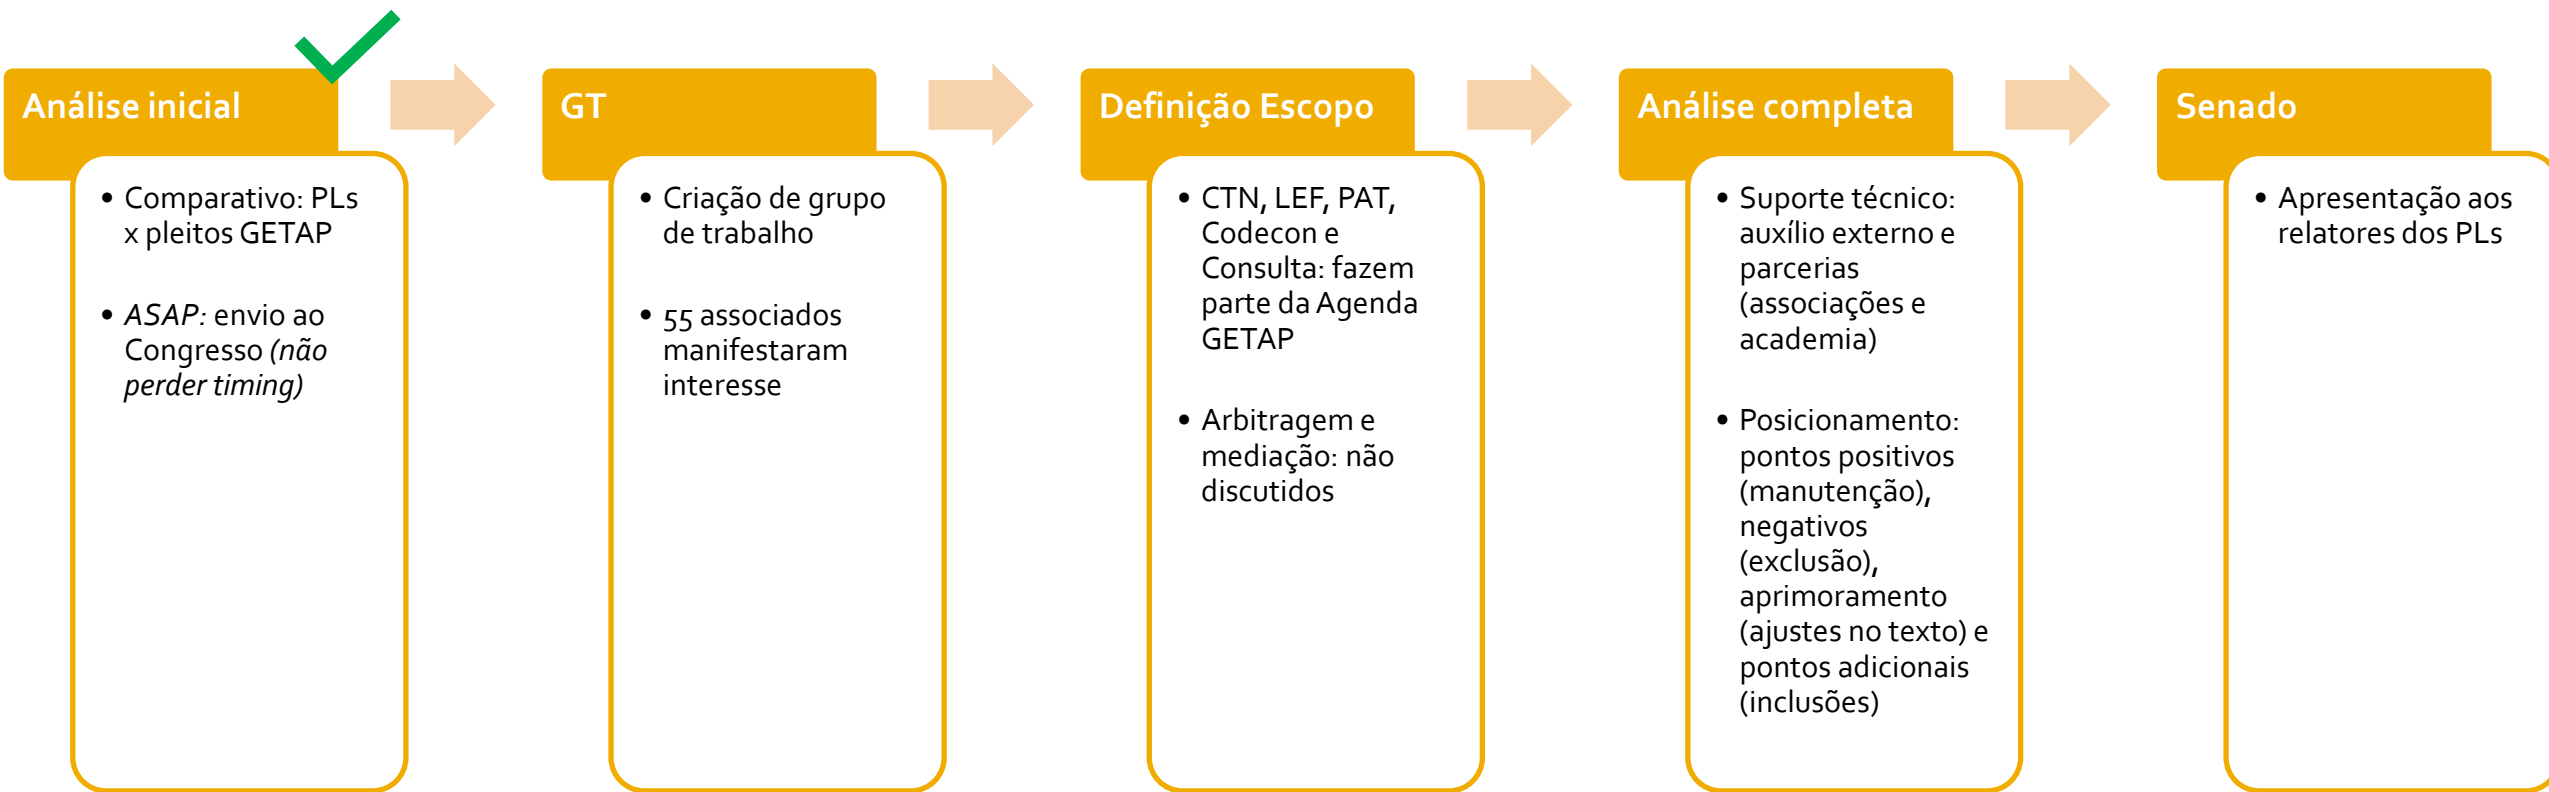 Análise inicial
• Comparativo: PLs
x pleitos GETAP
• ASAP: envio ao
Congresso (não
perder timing)
GT
• Criação de grupo
de trabalho
• 55 associados
manifestaram
interesse
Definição Escopo
• CTN, LEF, PAT,
Codecon e
Consulta: fazem
parte da Agenda
GETAP
• Arbitragem e
mediação: não
discutidos
Análise completa
• Suporte técnico:
auxílio externo e
parcerias
(associações e
academia)
• Posicionamento:
pontos positivos
(manutenção),
negativos
(exclusão),
aprimoramento
(ajustes no texto) e
pontos adicionais
(inclusões)
Senado
• Apresentação aos
relatores dos PLs